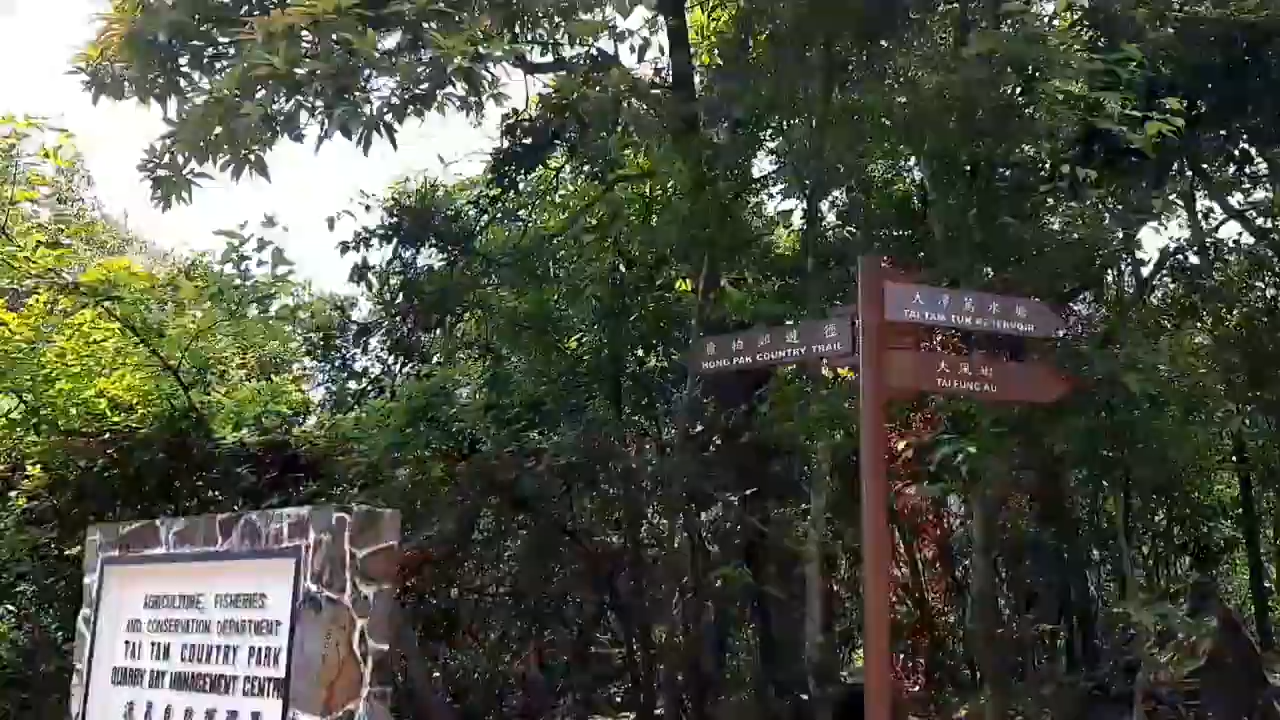 大潭篤水塘
TAI TAM TUK RESERVOIR
康柏郊遊徑
HONG PAK COUNTRY TRAIL
大風坳
TAI FUNG AU
AGRICULTURE, FISHERIES
AND CONSERVATION DEPARTMENT
TAI TAM COUNTRY PARK
QUARRY BAY MANAGEMENT CENTRE